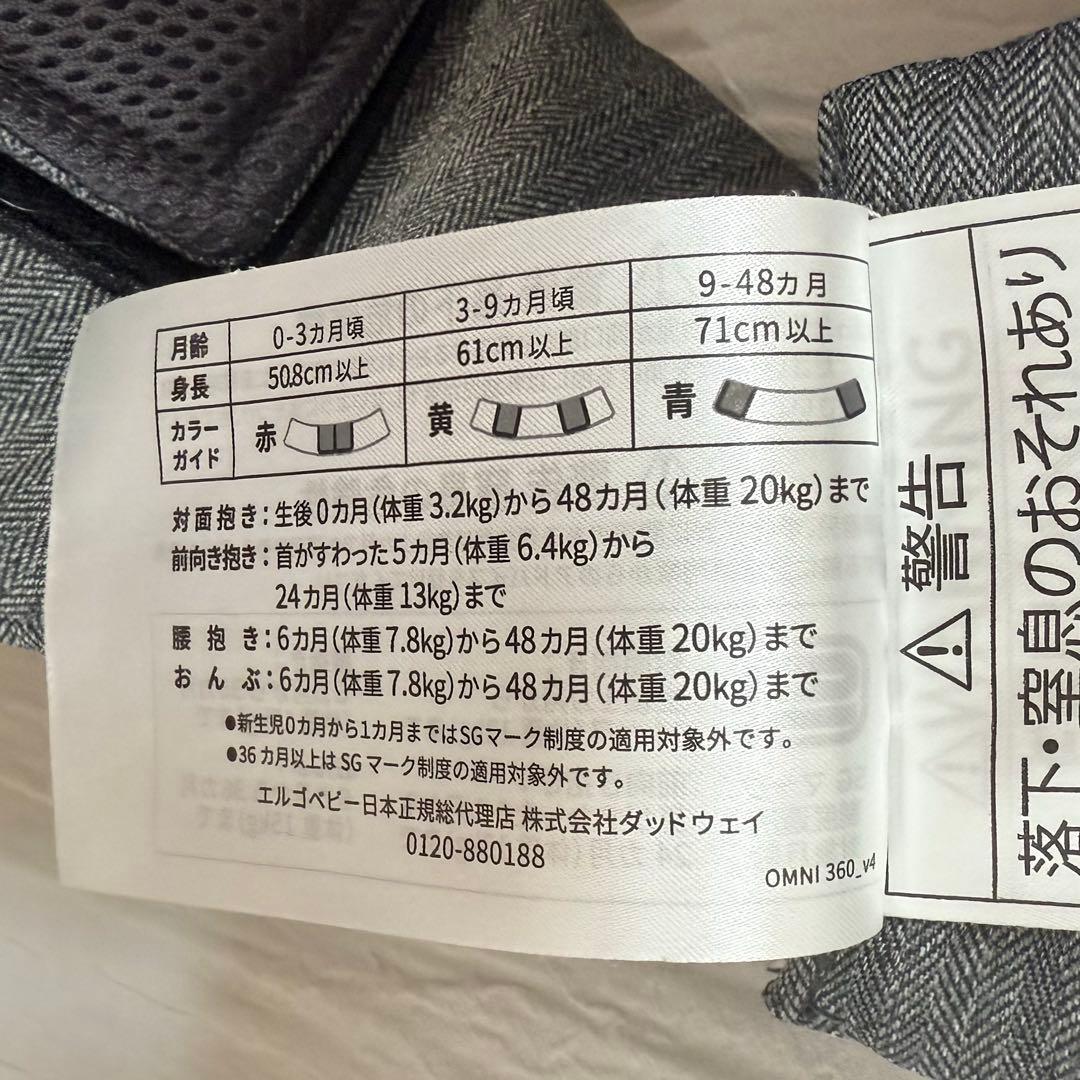 月齢 0-3カ月頃 3-9カ月頃 9-48カ月
身長 50.8cm以上 61cm以上 71cm以上
カラーガイド 赤 黄 青
対面抱き：生後0カ月（体重3.2kg）から48カ月（体重20kg）まで
前向き抱き：首がすわった5カ月（体重6.4kg）から
24カ月（体重13kg）まで
腰抱き：6カ月（体重7.8kg）から48カ月（体重20kg）まで
おんぶ：6カ月（体重7.8kg）から48カ月（体重20kg）まで
●新生児0カ月から1カ月まではSGマーク制度の適用対象外です。
●36カ月以上はSGマーク制度の適用対象外です。
エルゴベビー日本正規総代理店 株式会社ダッドウェイ
0120-880188
OMNI 360_v4
⚠警告
落下・窒息のおそれあり